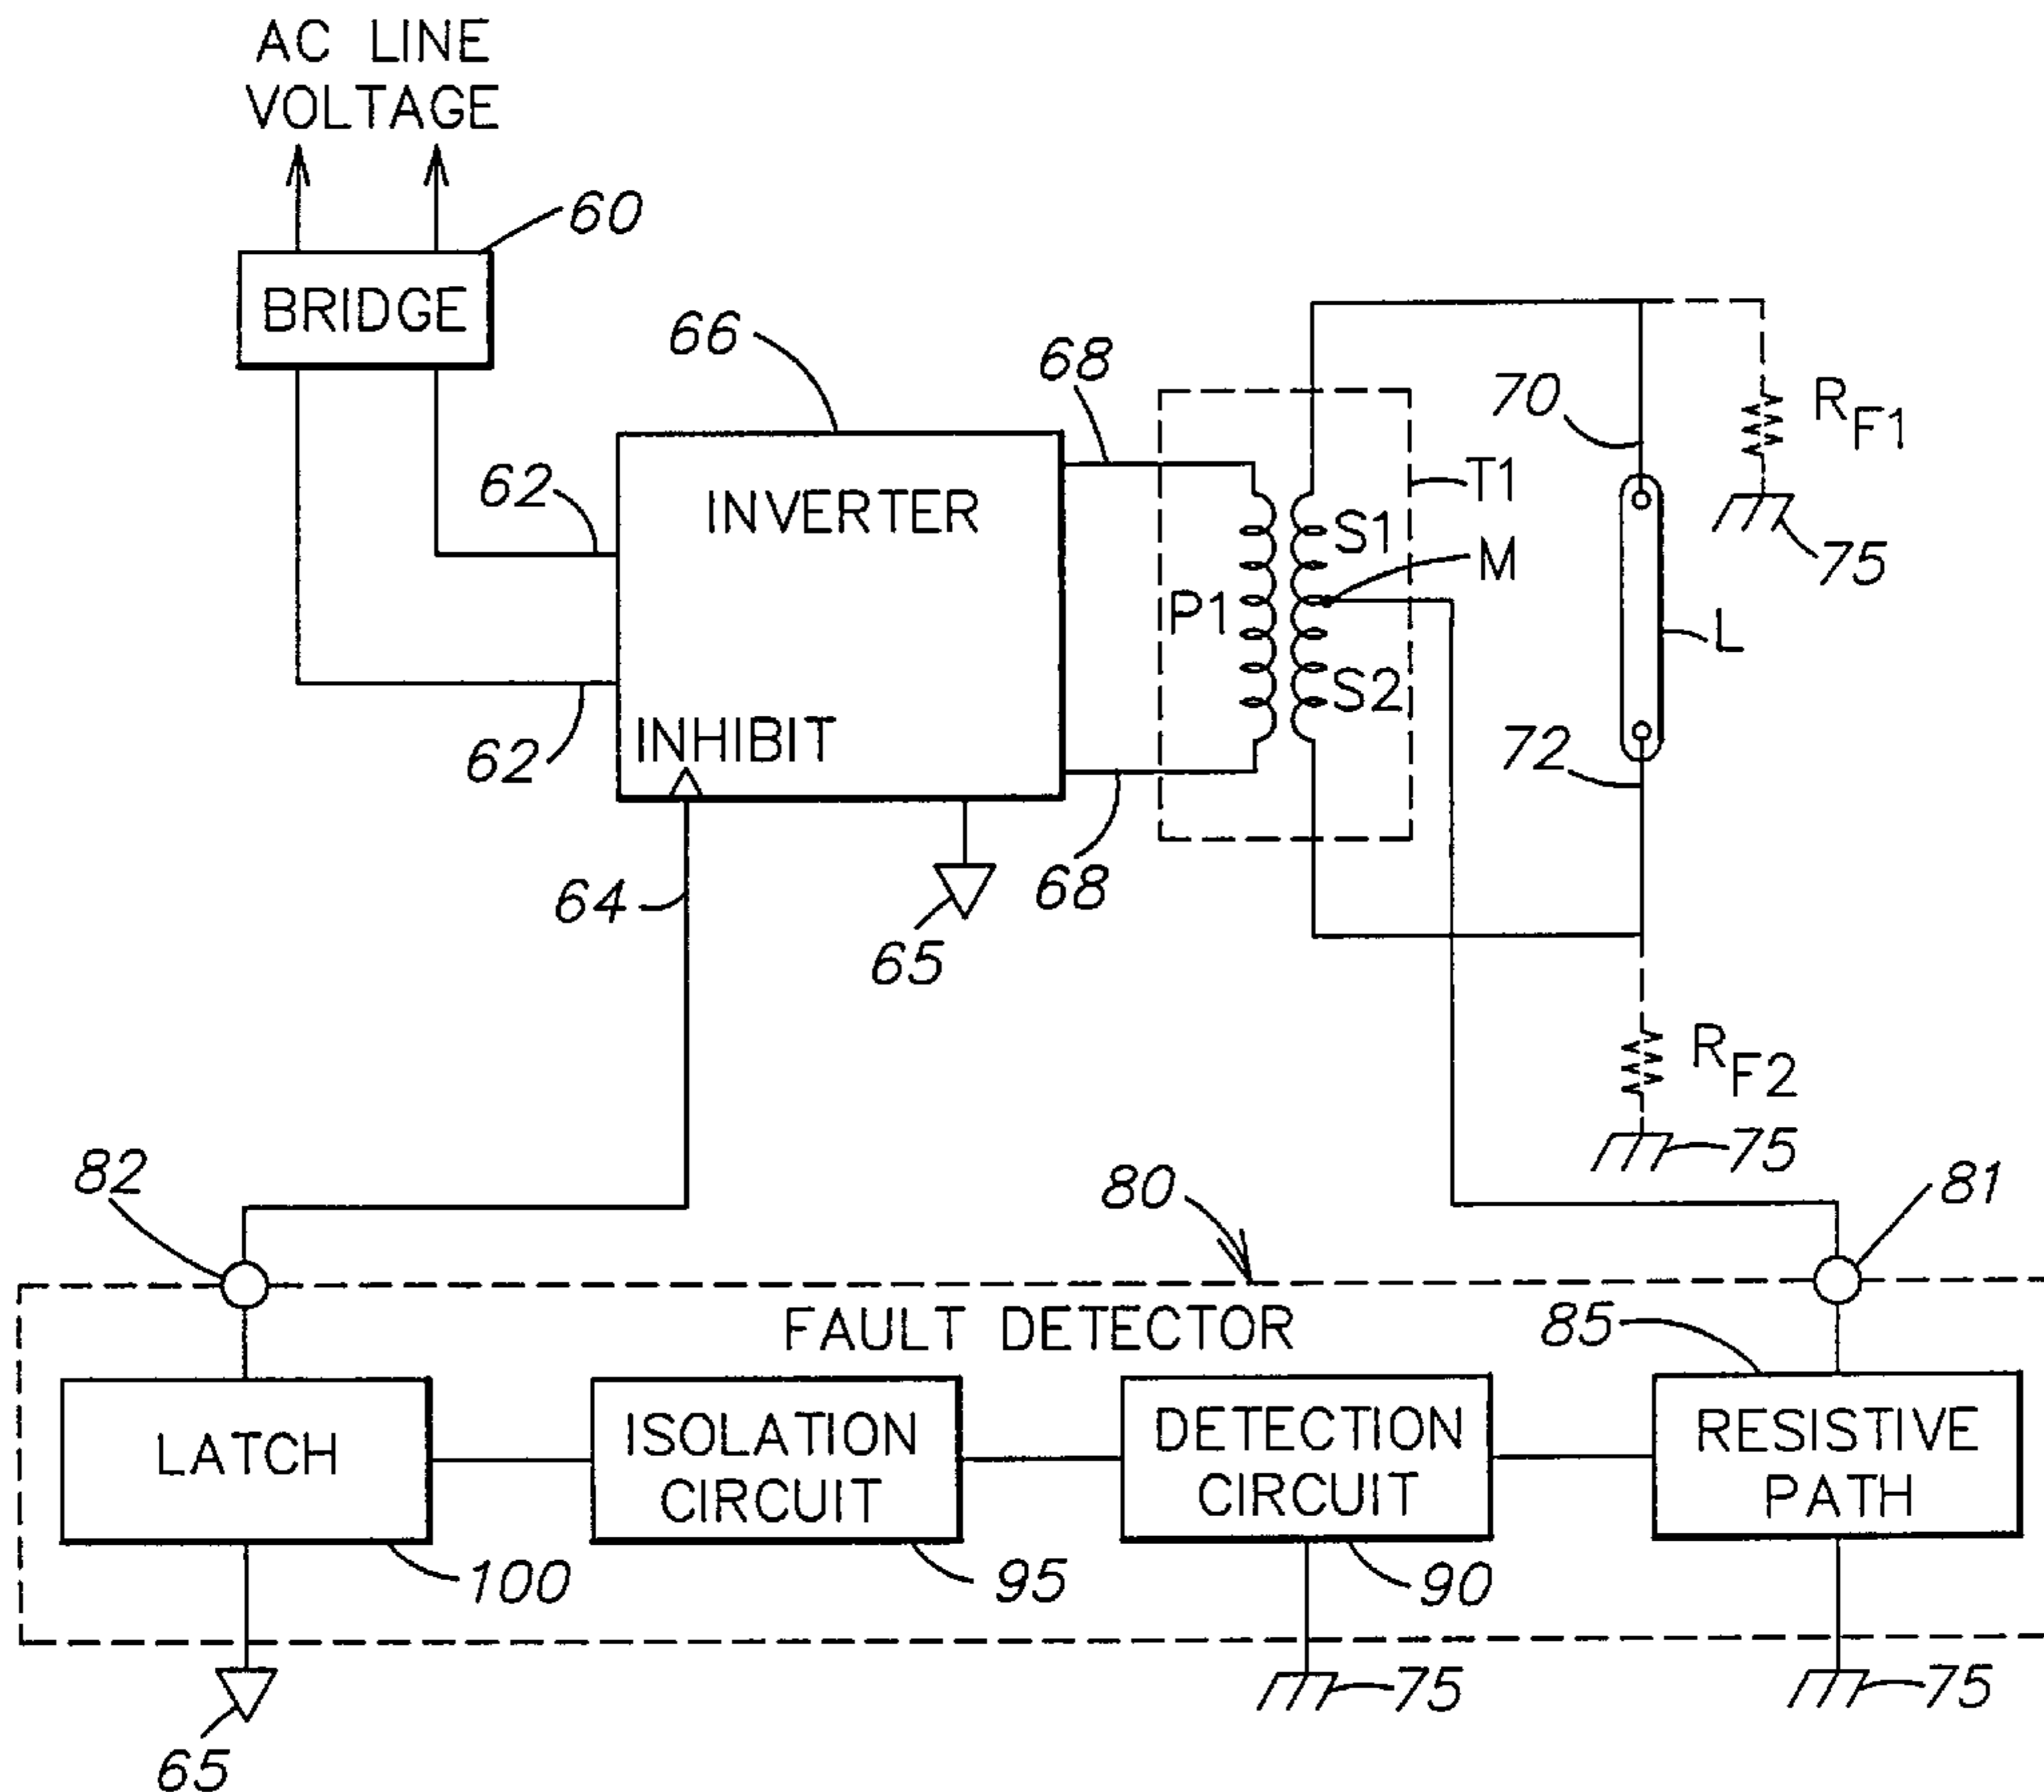 AC LINE
VOLTAGE
60
BRIDGE
66
68
70
R_F1
62
INVERTER
T1
S1
M
75
P1
L
S2
62
INHIBIT
72
64
65
68
R_F2
75
82
80
81
FAULT DETECTOR
85
LATCH
ISOLATION
CIRCUIT
DETECTION
CIRCUIT
RESISTIVE
PATH
100
95
90
65
75
75